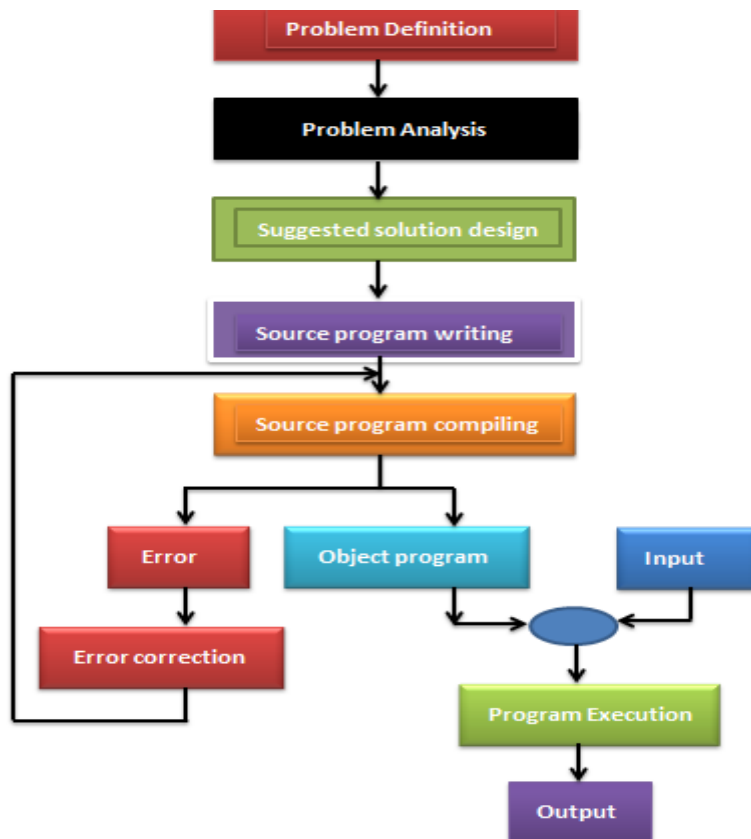 Problem Definition
Problem Analysis
Suggested solution design
Source program writing
Source program compiling
Error
Object program
Input
Error correction
Program Execution
Output